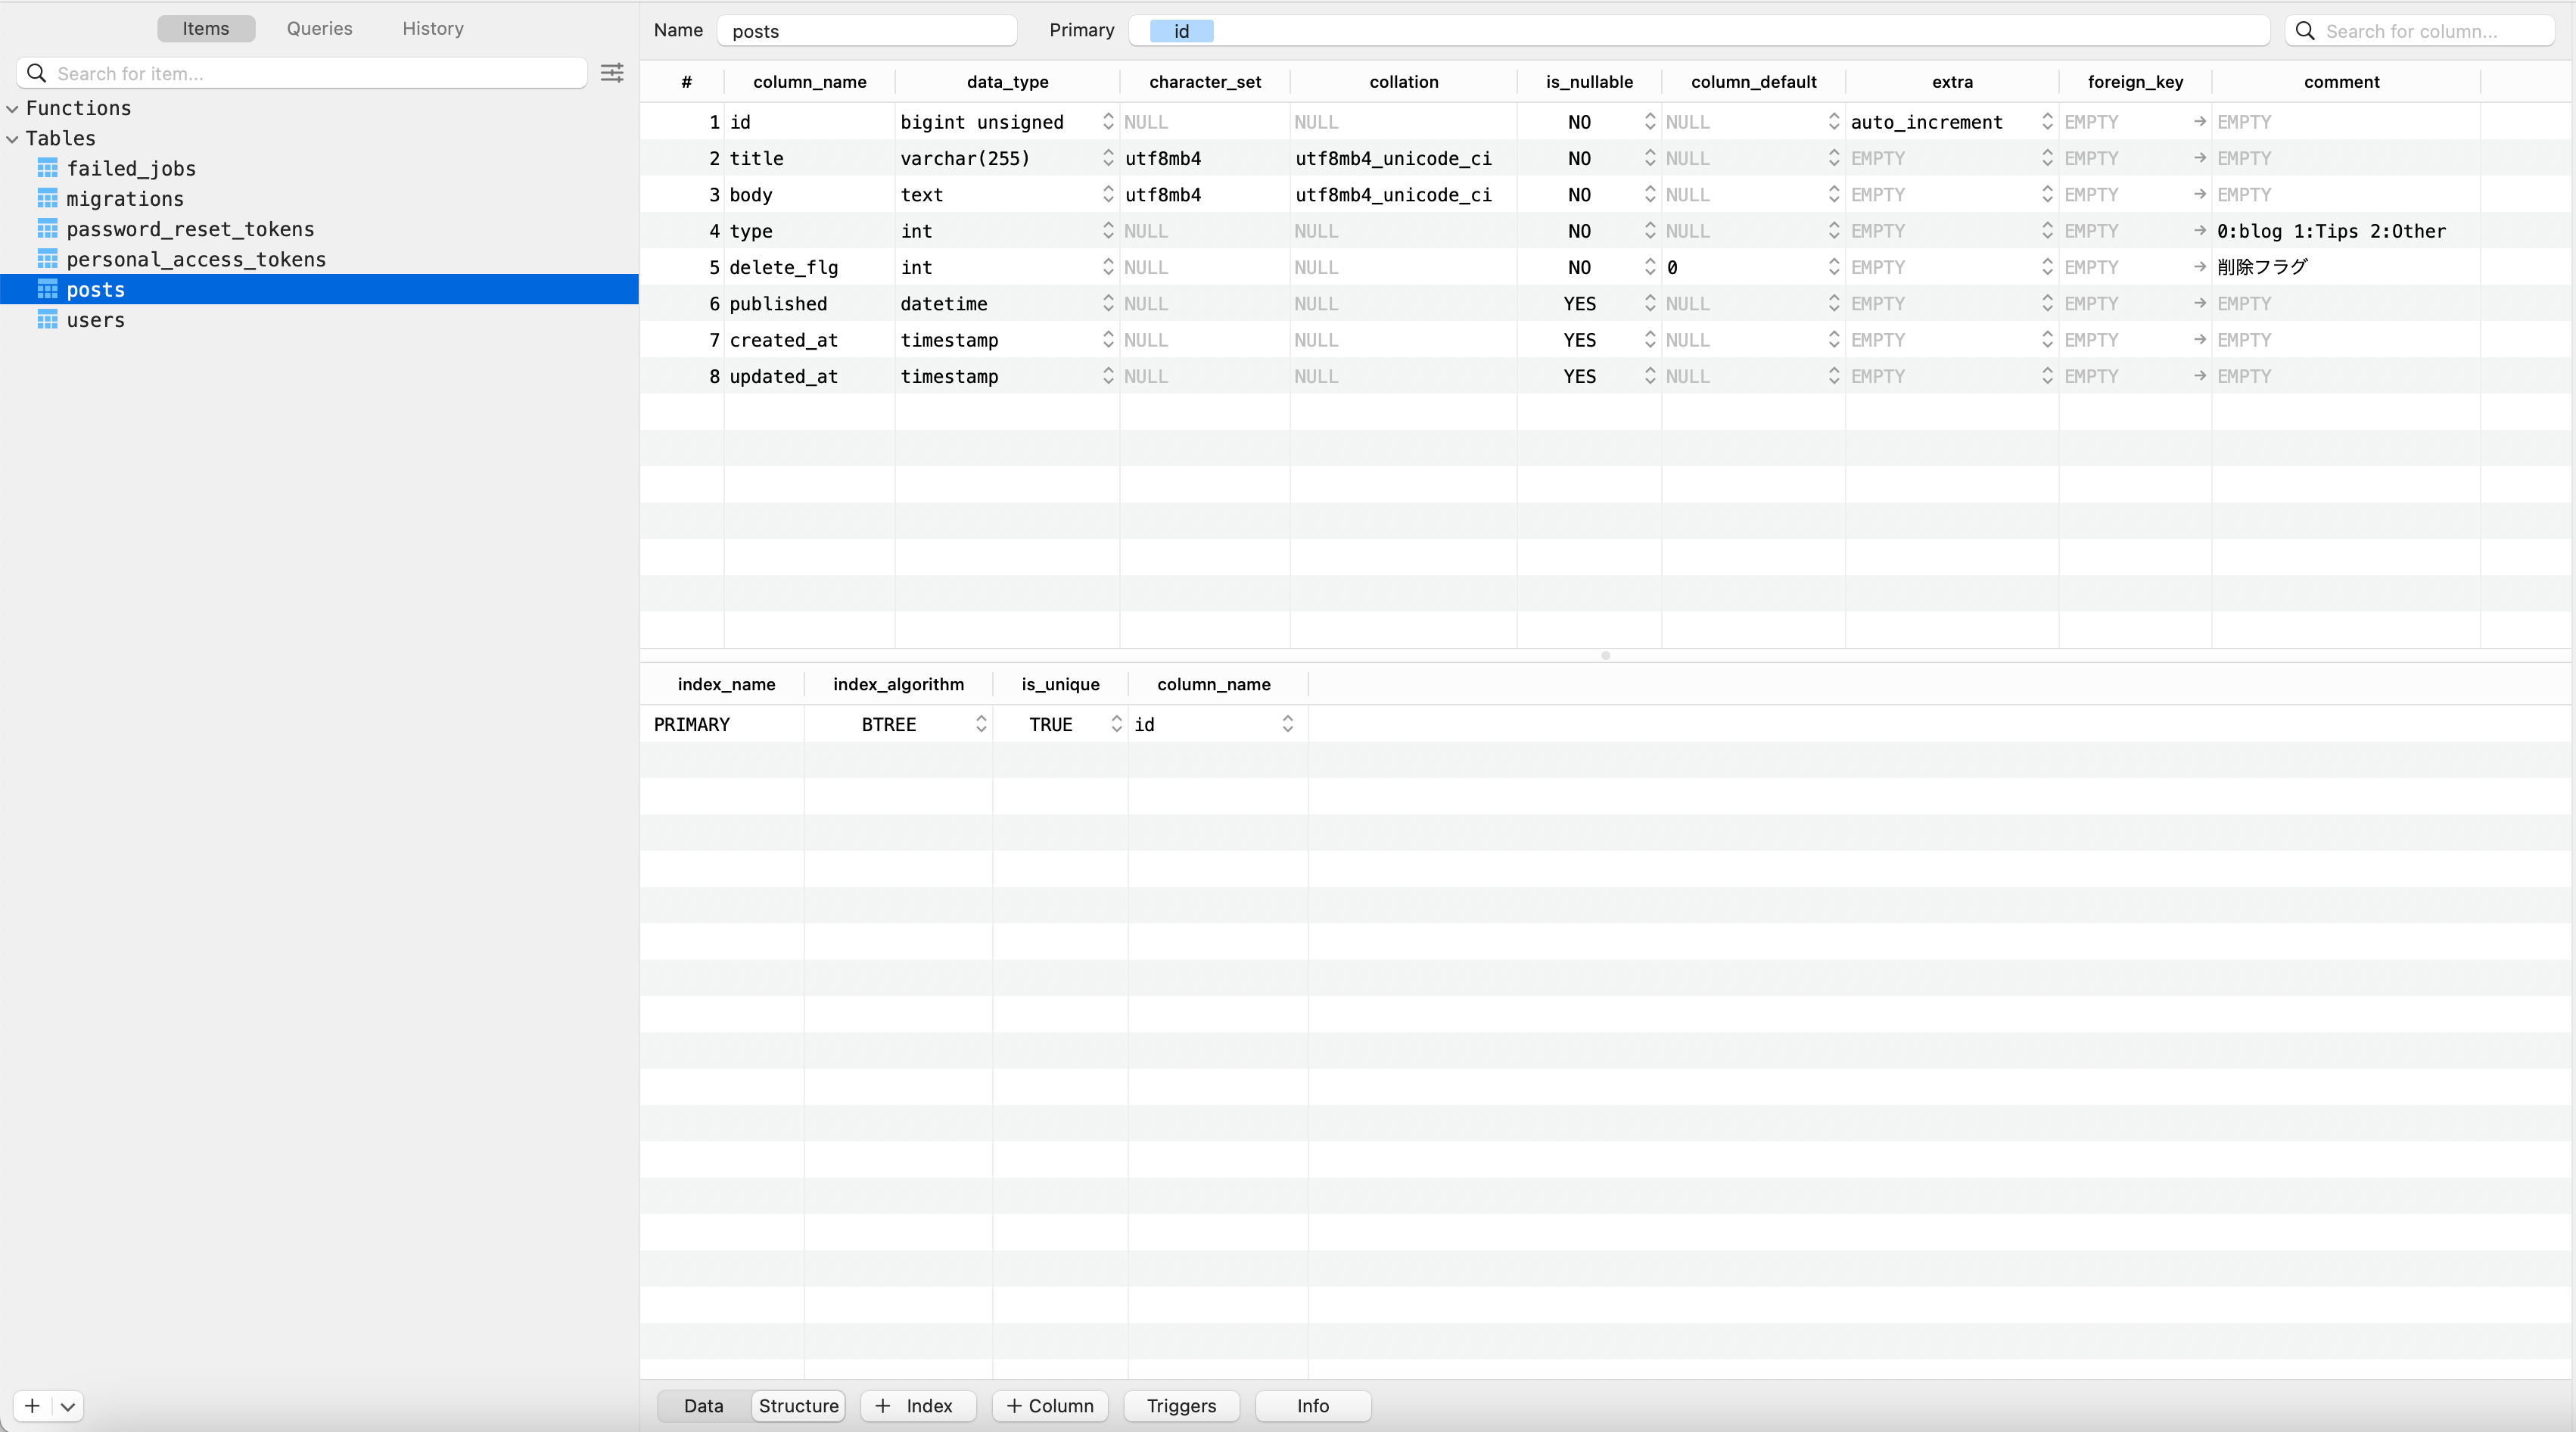 Items Queries History
Search for item...
Functions
Tables
failed_jobs
migrations
password_reset_tokens
personal_access_tokens
posts
users
Name posts Primary id Search for column...
# column_name data_type character_set collation is_nullable column_default extra foreign_key comment
1 id bigint unsigned NULL NULL NO NULL auto_increment EMPTY EMPTY
2 title varchar(255) utf8mb4 utf8mb4_unicode_ci NO NULL EMPTY EMPTY EMPTY
3 body text utf8mb4 utf8mb4_unicode_ci NO NULL EMPTY EMPTY EMPTY
4 type int NULL NULL NO NULL EMPTY EMPTY 0:blog 1:Tips 2:Other
5 delete_flg int NULL NULL NO 0 EMPTY EMPTY 削除フラグ
6 published datetime NULL NULL YES NULL EMPTY EMPTY EMPTY
7 created_at timestamp NULL NULL YES NULL EMPTY EMPTY EMPTY
8 updated_at timestamp NULL NULL YES NULL EMPTY EMPTY EMPTY
index_name index_algorithm is_unique column_name
PRIMARY BTREE TRUE id
Data Structure + Index + Column Triggers Info